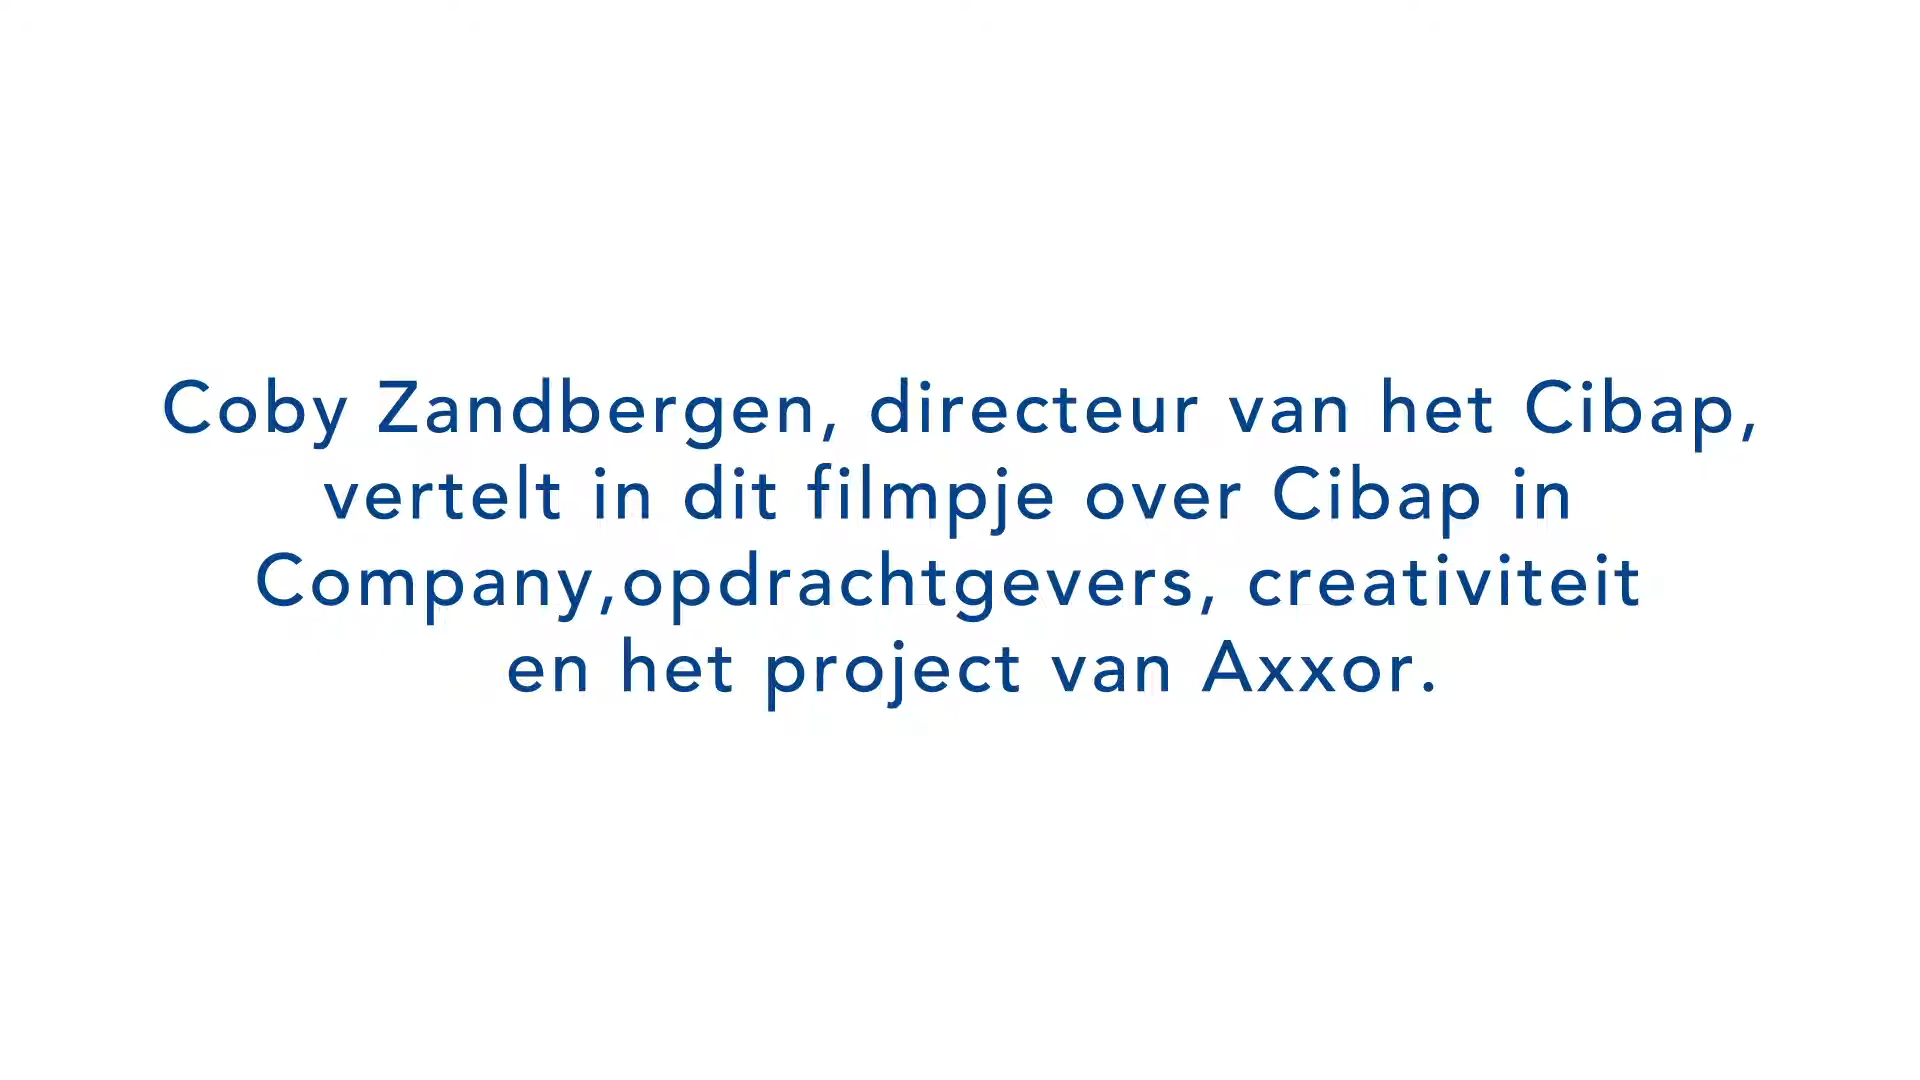 Coby Zandbergen, directeur van het Cibap,
vertelt in dit filmpje over Cibap in
Company,opdrachtgevers, creativiteit
en het project van Axxor.